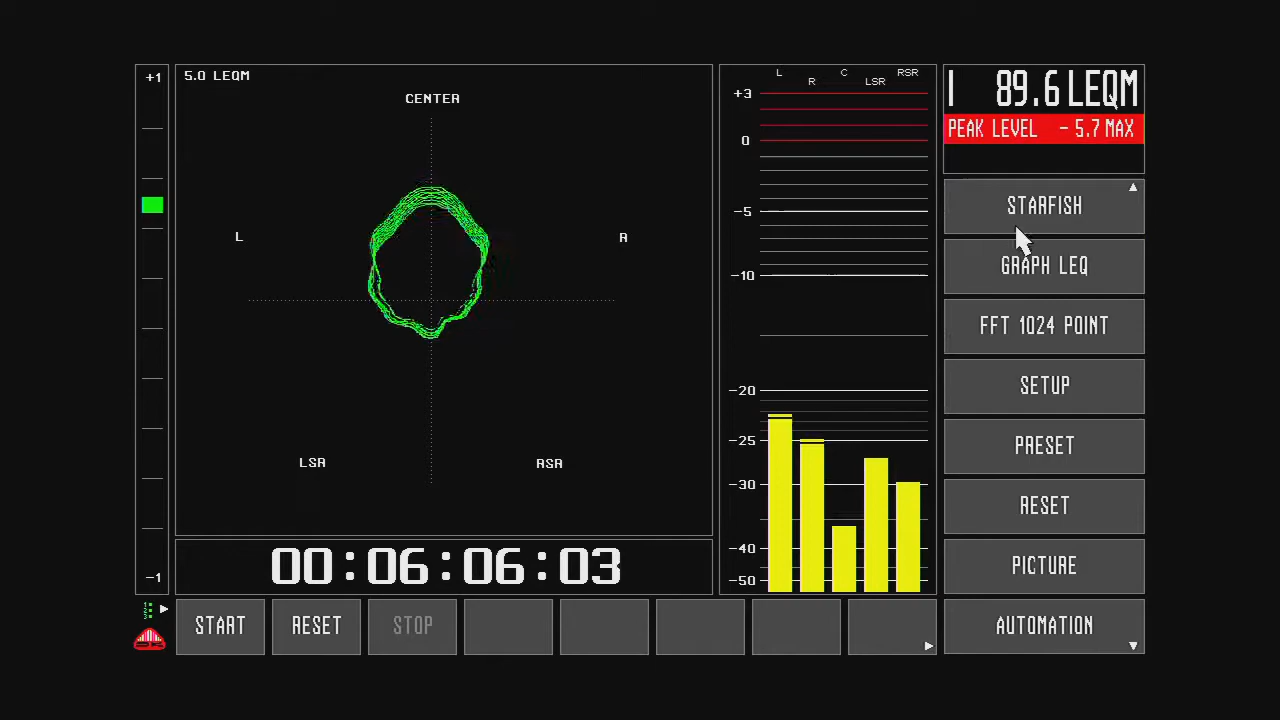 +1
5.0 LEQM
CENTER
L
R
LSR
RSR
-1
00:06:06:03
L
R
C
LSR
RSR
+3
0
-5
-10
-20
-25
-30
-40
-50
I 89.6 LEQM
PEAK LEVEL - 5.7 MAX
STARFISH
GRAPH LEQ
FFT 1024 POINT
SETUP
PRESET
RESET
PICTURE
AUTOMATION
START
RESET
STOP